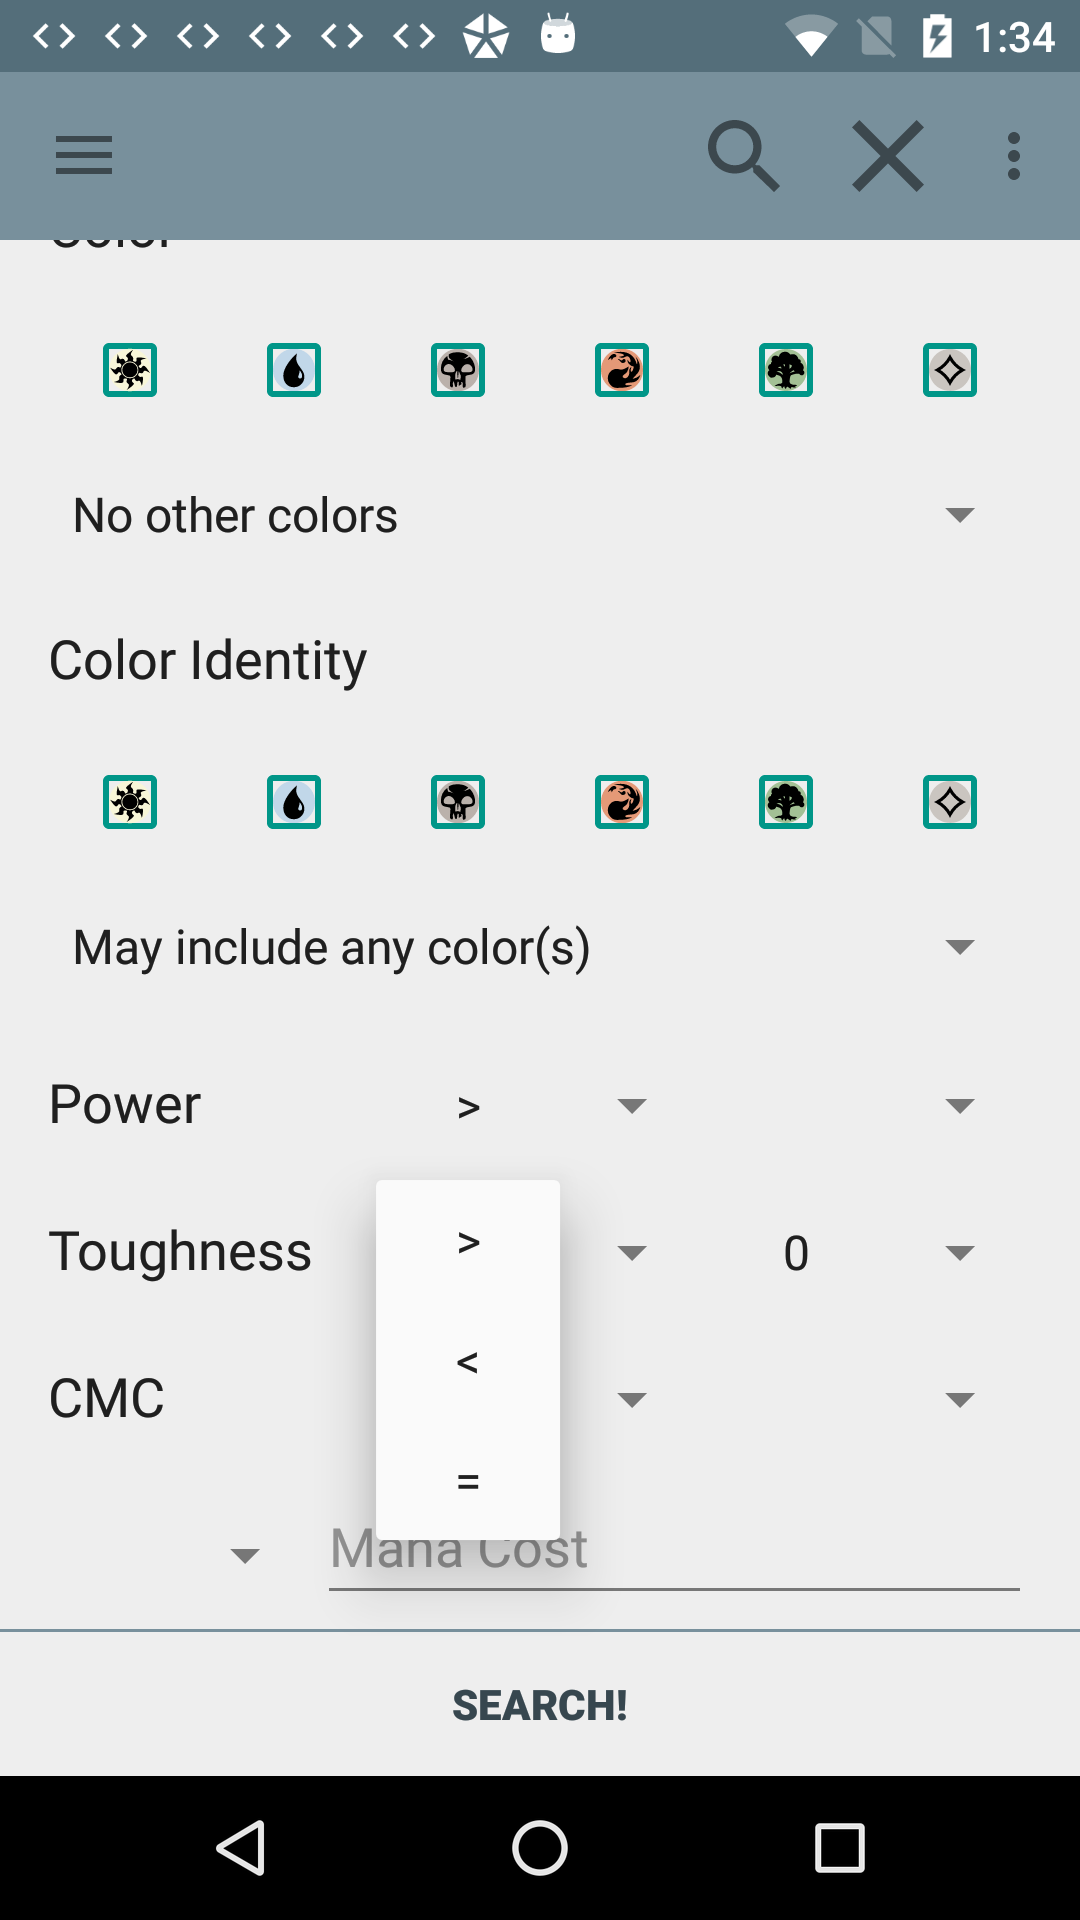 1:34
Color
No other colors
Color Identity
May include any color(s)
Power >
>
Toughness 0
<
CMC
=
Mana Cost
SEARCH!